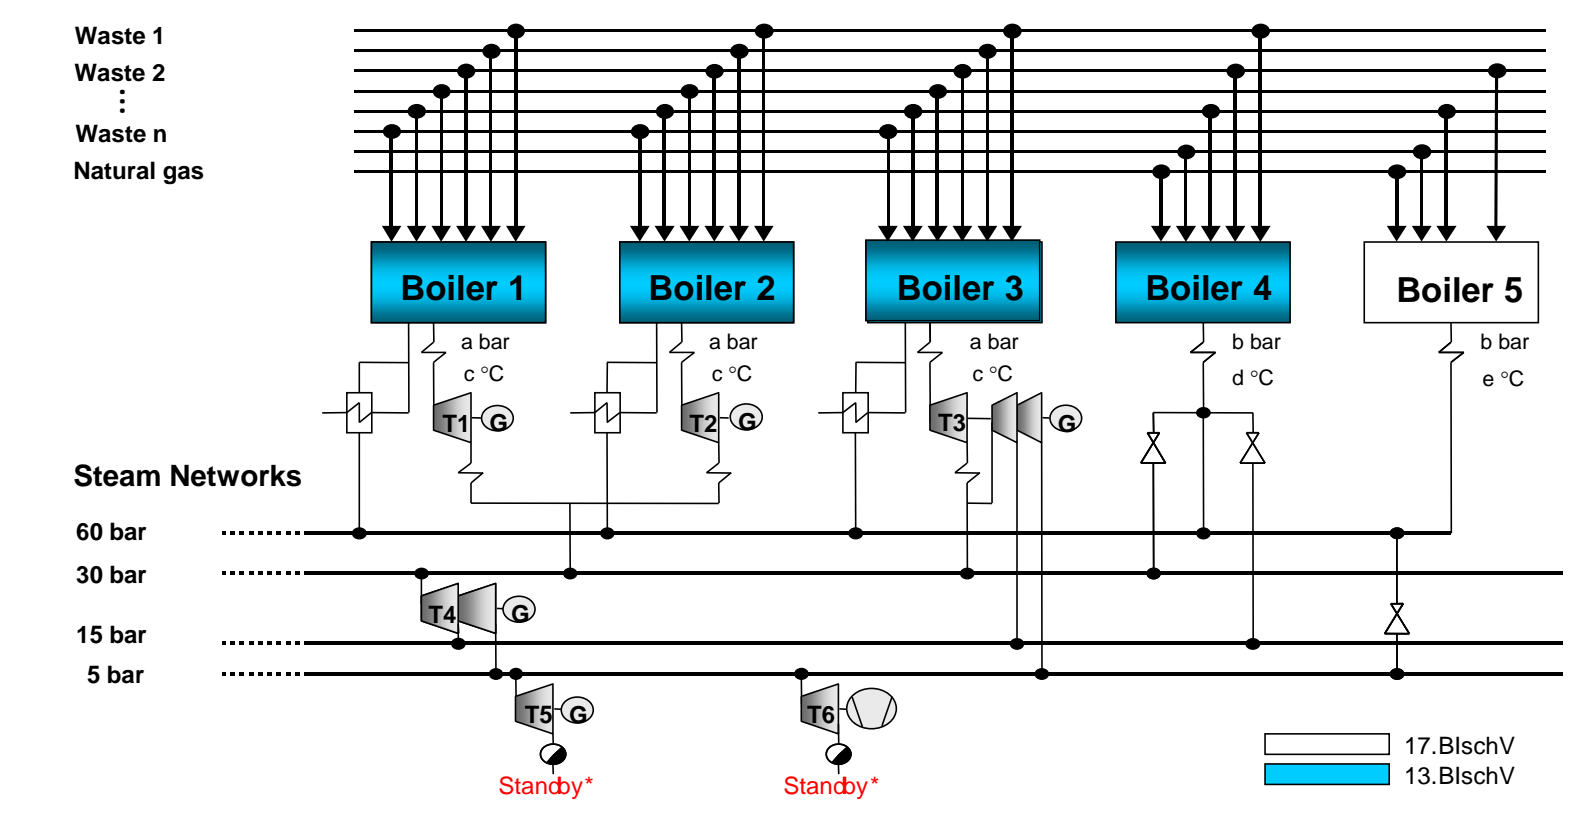 Waste 1
Waste 2
⋮
Waste n
Natural gas
Boiler 1
Boiler 2
Boiler 3
Boiler 4
Boiler 5
a bar
c °C
a bar
c °C
a bar
c °C
b bar
d °C
b bar
e °C
T1
G
T2
G
T3
G
Steam Networks
60 bar
30 bar
T4
G
15 bar
5 bar
T5
G
T6
Standby*
Standby*
17.BIschV
13.BIschV